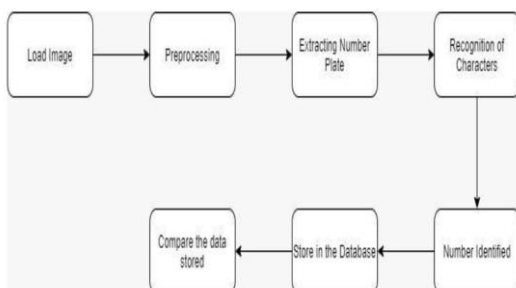 Load Image
Preprocessing
Extracting Number
Plate
Recognition of
Characters
Number Identified
Store in the Database
Compare the data
stored